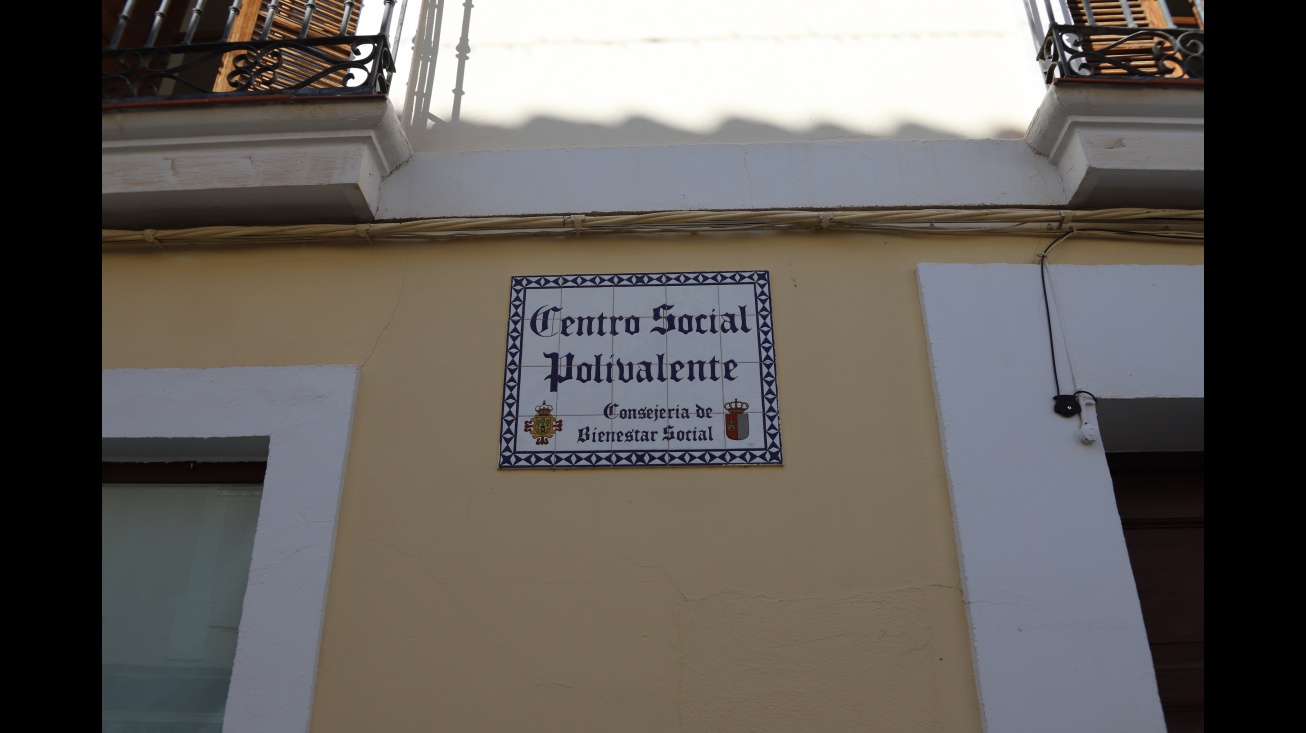 Centro Social
Polivalente
Consejeria de
Bienestar Social